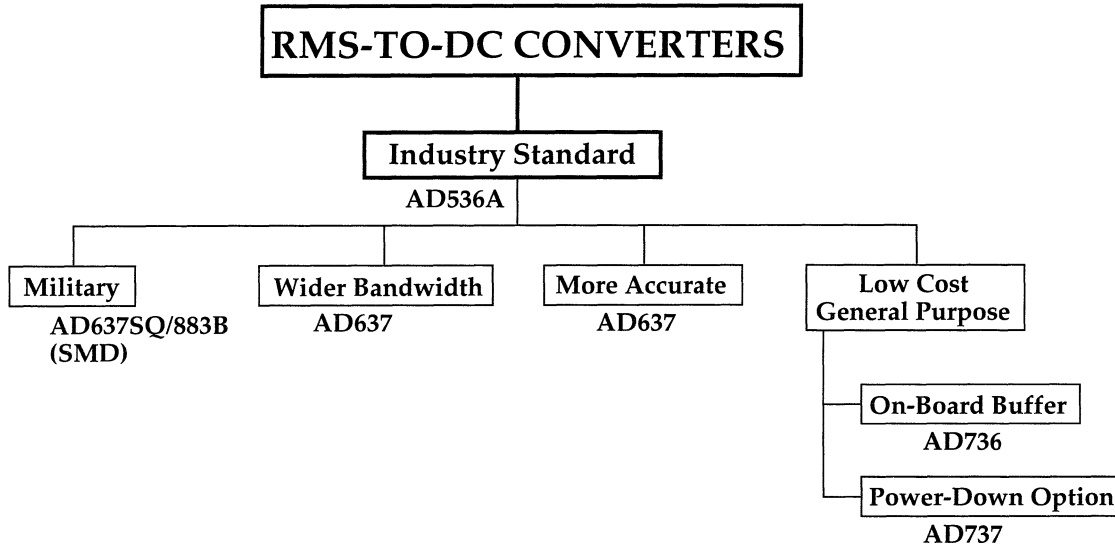 RMS-TO-DC CONVERTERS
Industry Standard
AD536A
Military
AD637SQ/883B
(SMD)
Wider Bandwidth
AD637
More Accurate
AD637
Low Cost
General Purpose
On-Board Buffer
AD736
Power-Down Option
AD737